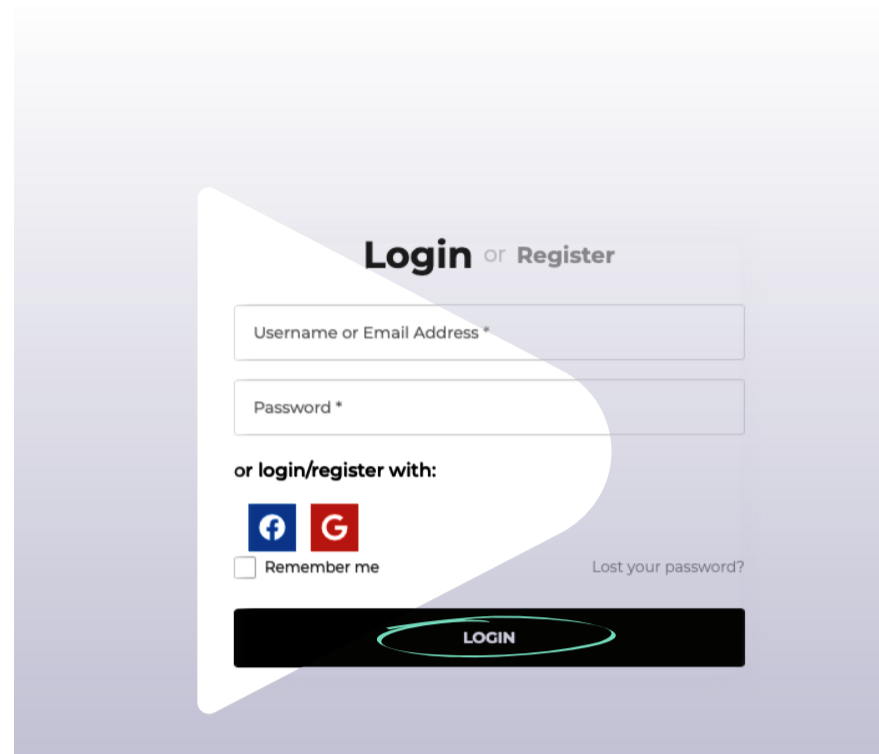 Login or Register
Username or Email Address *
Password *
or login/register with:
G
Remember me Lost your password?
LOGIN